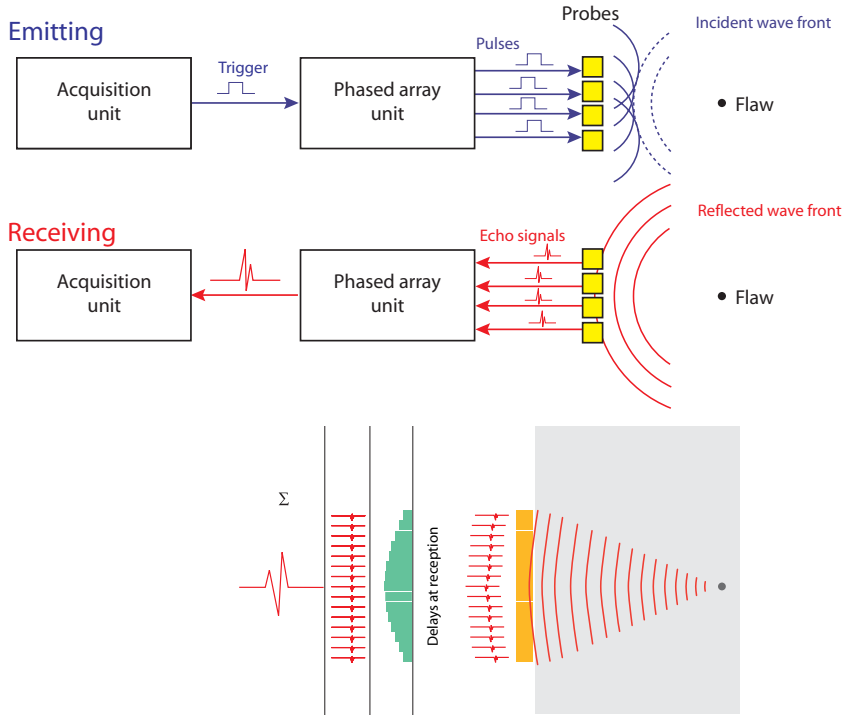 Probes
Emitting
Incident wave front
Trigger
Pulses
Acquisition
unit
Phased array
unit
Flaw
Receiving
Reflected wave front
Echo signals
Acquisition
unit
Phased array
unit
Flaw
Σ
Delays at reception